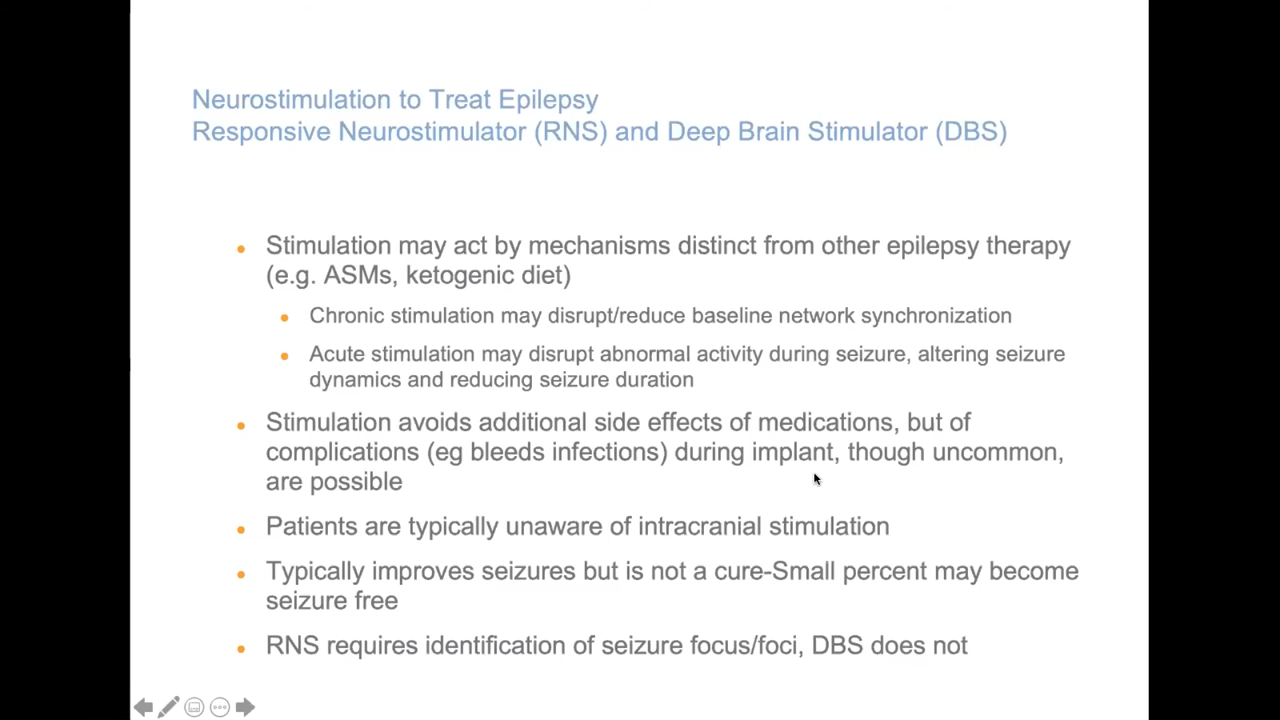 Neurostimulation to Treat Epilepsy
Responsive Neurostimulator (RNS) and Deep Brain Stimulator (DBS)
Stimulation may act by mechanisms distinct from other epilepsy therapy
(e.g. ASMs, ketogenic diet)
Chronic stimulation may disrupt/reduce baseline network synchronization
Acute stimulation may disrupt abnormal activity during seizure, altering seizure
dynamics and reducing seizure duration
Stimulation avoids additional side effects of medications, but of
complications (eg bleeds infections) during implant, though uncommon,
are possible
Patients are typically unaware of intracranial stimulation
Typically improves seizures but is not a cure-Small percent may become
seizure free
RNS requires identification of seizure focus/foci, DBS does not